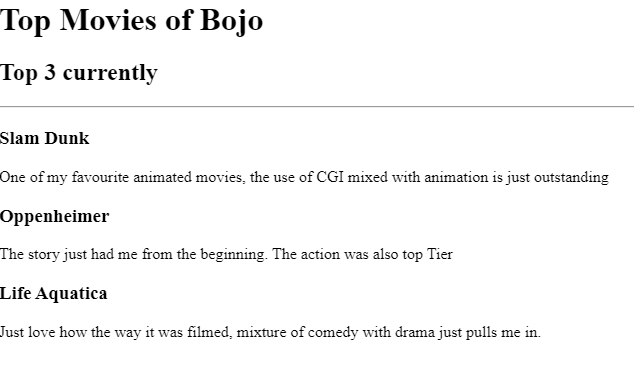 Top Movies of Bojo
Top 3 currently
Slam Dunk
One of my favourite animated movies, the use of CGI mixed with animation is just outstanding
Oppenheimer
The story just had me from the beginning. The action was also top Tier
Life Aquatica
Just love how the way it was filmed, mixture of comedy with drama just pulls me in.